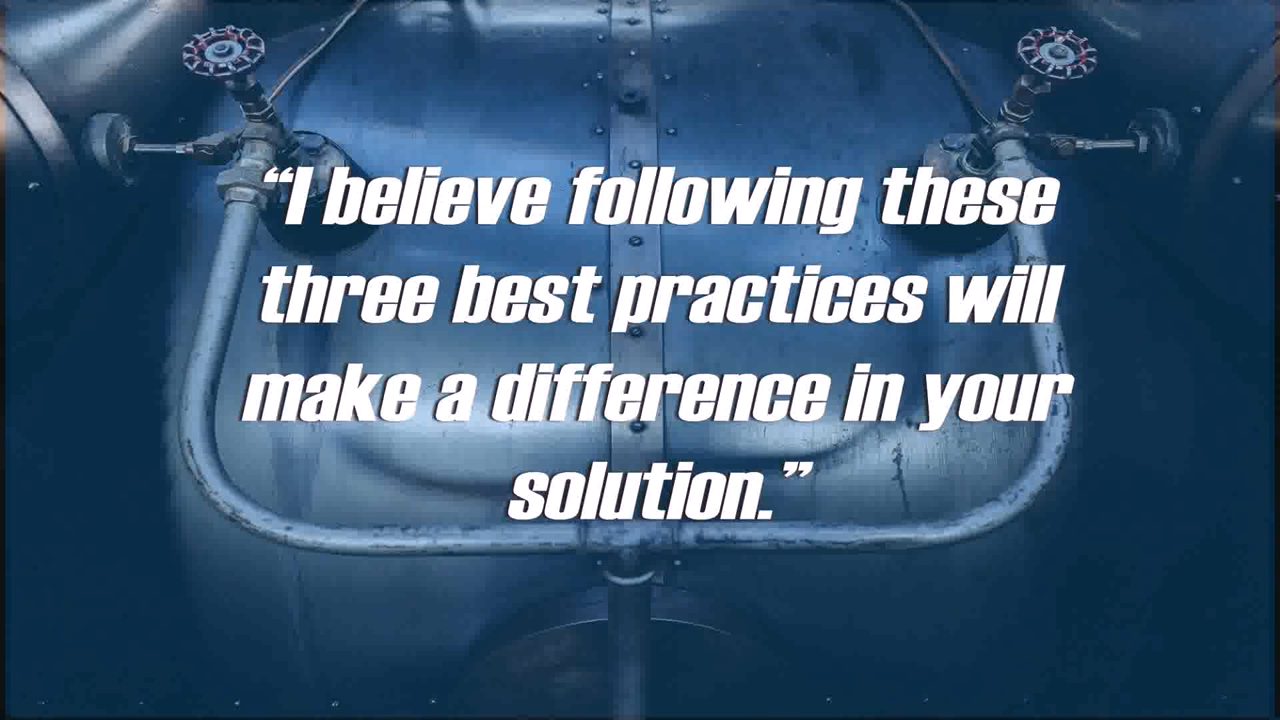 “I believe following these
three best practices will
make a difference in your
solution.”